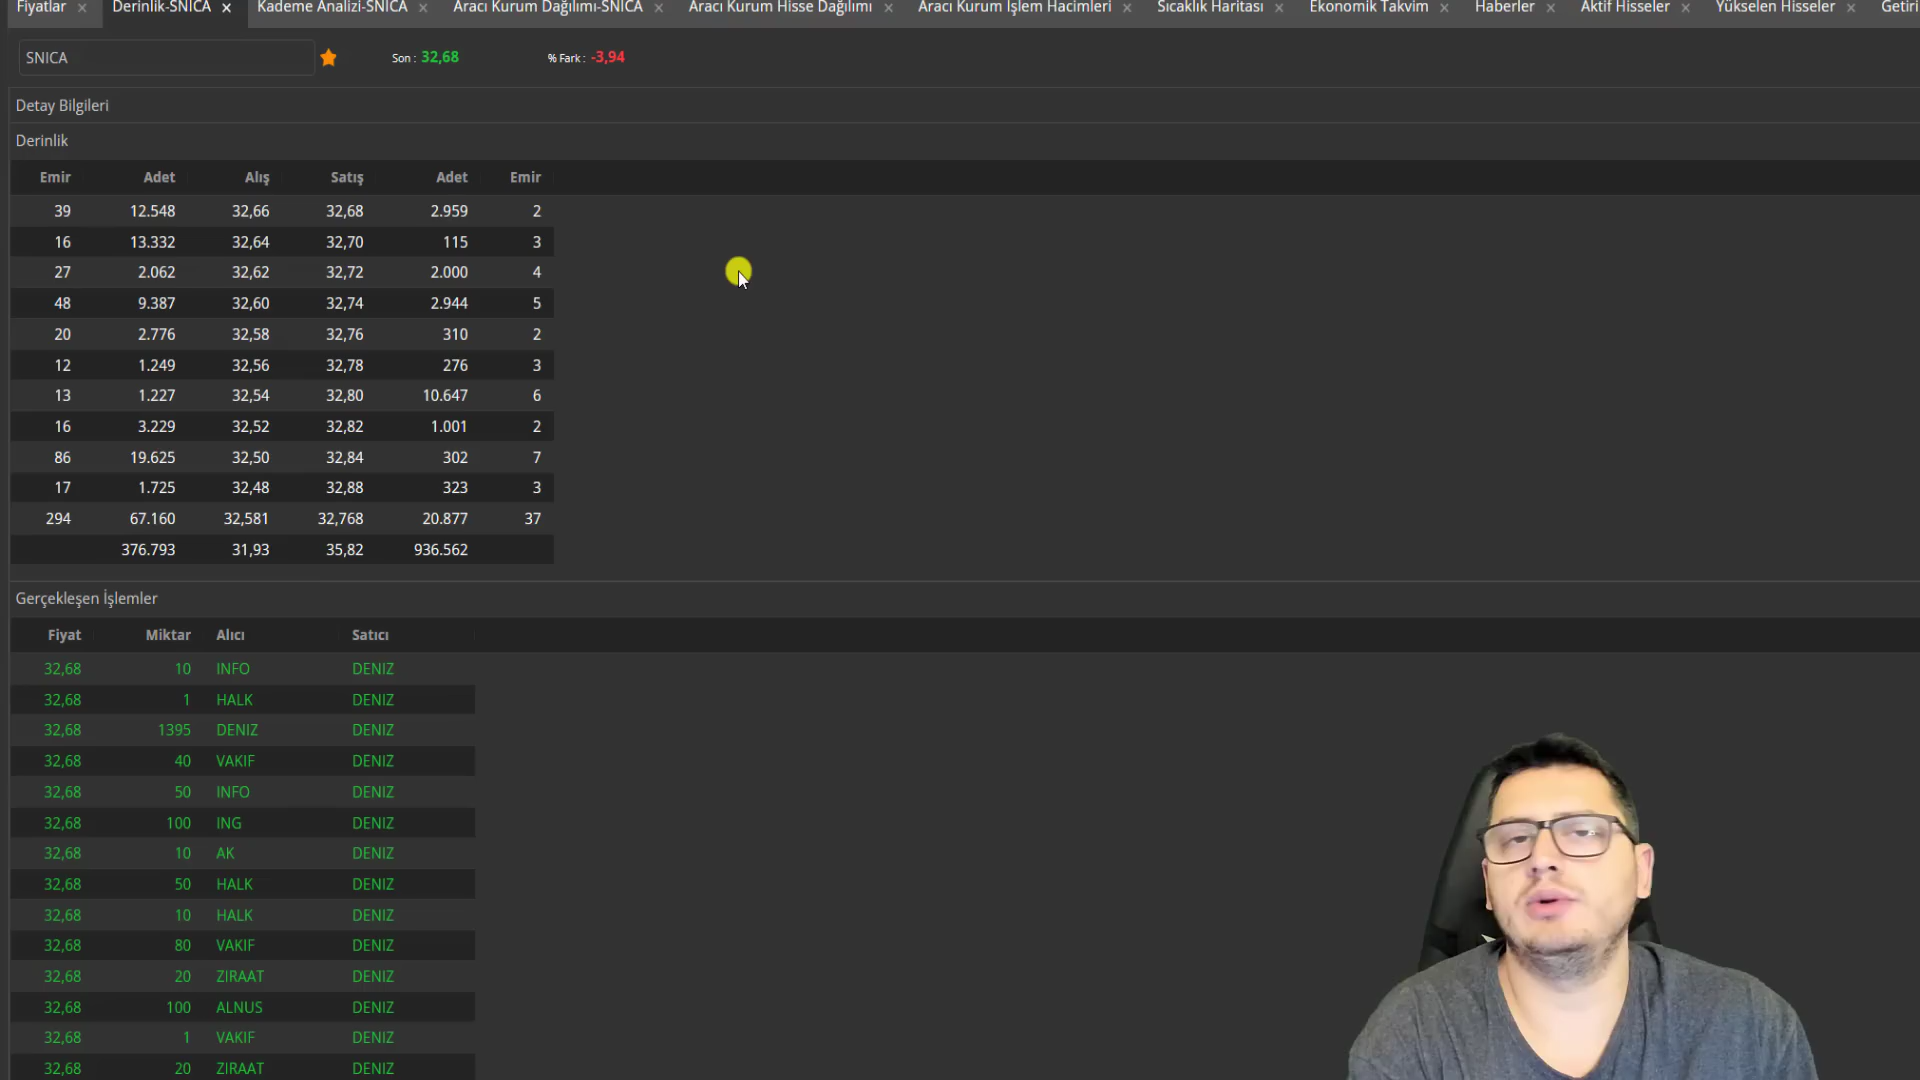 Fiyatlar × Derinlik-SNICA × Kademe Analizi-SNICA × Aracı Kurum Dağılımı-SNICA × Aracı Kurum Hisse Dağılımı × Aracı Kurum İşlem Hacimleri × Sıcaklık Haritası × Ekonomik Takvim × Haberler × Aktif Hisseler × Yükselen Hisseler × Getiri
SNICA Son : 32,68 % Fark : -3,94
Detay Bilgileri
Derinlik
Emir Adet Alış Satış Adet Emir
39 12.548 32,66 32,68 2.959 2
16 13.332 32,64 32,70 115 3
27 2.062 32,62 32,72 2.000 4
48 9.387 32,60 32,74 2.944 5
20 2.776 32,58 32,76 310 2
12 1.249 32,56 32,78 276 3
13 1.227 32,54 32,80 10.647 6
16 3.229 32,52 32,82 1.001 2
86 19.625 32,50 32,84 302 7
17 1.725 32,48 32,88 323 3
294 67.160 32,581 32,768 20.877 37
376.793 31,93 35,82 936.562
Gerçekleşen İşlemler
Fiyat Miktar Alıcı Satıcı
32,68 10 INFO DENIZ
32,68 1 HALK DENIZ
32,68 1395 DENIZ DENIZ
32,68 40 VAKIF DENIZ
32,68 50 INFO DENIZ
32,68 100 ING DENIZ
32,68 10 AK DENIZ
32,68 50 HALK DENIZ
32,68 10 HALK DENIZ
32,68 80 VAKIF DENIZ
32,68 20 ZIRAAT DENIZ
32,68 100 ALNUS DENIZ
32,68 1 VAKIF DENIZ
32,68 20 ZIRAAT DENIZ